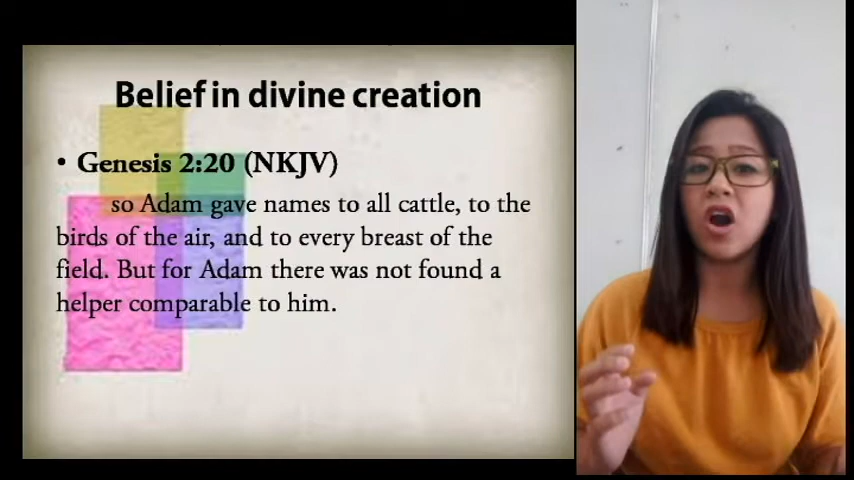 Belief in divine creation
• Genesis 2:20 (NKJV)
so Adam gave names to all cattle, to the
birds of the air, and to every breast of the
field. But for Adam there was not found a
helper comparable to him.